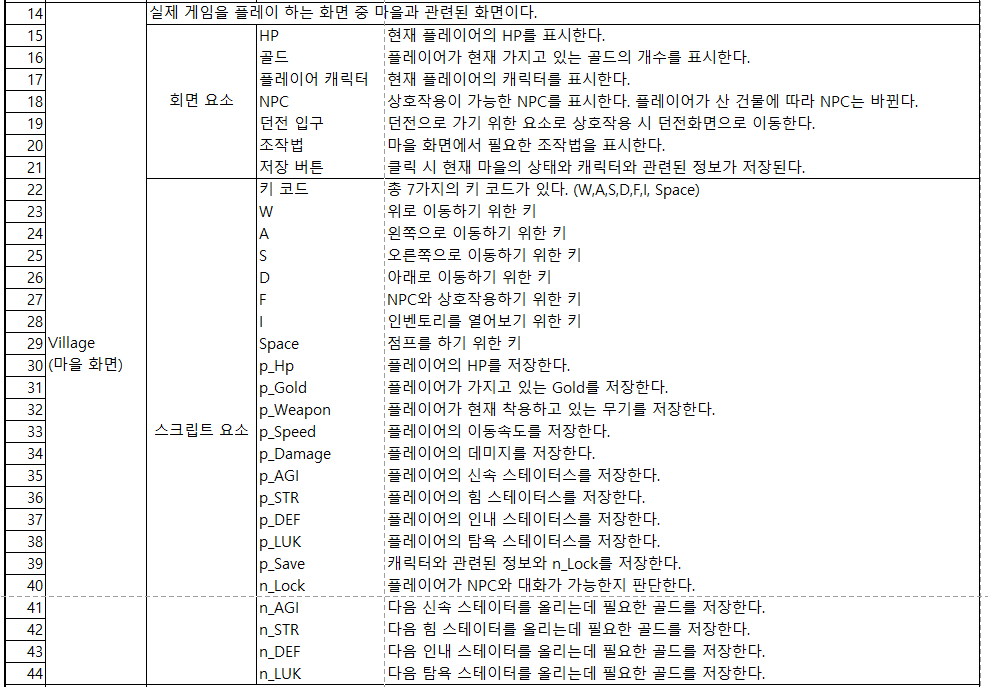 14 실제 게임을 플레이 하는 화면 중 마을과 관련된 화면이다.
15 HP 현재 플레이어의 HP를 표시한다.
16 골드 플레이어가 현재 가지고 있는 골드의 개수를 표시한다.
17 플레이어 캐릭터 현재 플레이어의 캐릭터를 표시한다.
18 회면 요소 NPC 상호작용이 가능한 NPC를 표시한다. 플레이어가 산 건물에 따라 NPC는 바뀐다.
19 던전 입구 던전으로 가기 위한 요소로 상호작용 시 던전화면으로 이동한다.
20 조작법 마을 화면에서 필요한 조작법을 표시한다.
21 저장 버튼 클릭 시 현재 마을의 상태와 캐릭터와 관련된 정보가 저장된다.
22 키 코드 총 7가지의 키 코드가 있다. (W,A,S,D,F,I, Space)
23 W 위로 이동하기 위한 키
24 A 왼쪽으로 이동하기 위한 키
25 S 오른쪽으로 이동하기 위한 키
26 D 아래로 이동하기 위한 키
27 F NPC와 상호작용하기 위한 키
28 I 인벤토리를 열어보기 위한 키
29 Village Space 점프를 하기 위한 키
30 (마을 화면) p_Hp 플레이어의 HP를 저장한다.
31 p_Gold 플레이어가 가지고 있는 Gold를 저장한다.
32 p_Weapon 플레이어가 현재 착용하고 있는 무기를 저장한다.
33 스크립트 요소 p_Speed 플레이어의 이동속도를 저장한다.
34 p_Damage 플레이어의 데미지를 저장한다.
35 p_AGI 플레이어의 신속 스테이터스를 저장한다.
36 p_STR 플레이어의 힘 스테이터스를 저장한다.
37 p_DEF 플레이어의 인내 스테이터스를 저장한다.
38 p_LUK 플레이어의 탐욕 스테이터스를 저장한다.
39 p_Save 캐릭터와 관련된 정보와 n_Lock를 저장한다.
40 n_Lock 플레이어가 NPC와 대화가 가능한지 판단한다.
41 n_AGI 다음 신속 스테이터를 올리는데 필요한 골드를 저장한다.
42 n_STR 다음 힘 스테이터를 올리는데 필요한 골드를 저장한다.
43 n_DEF 다음 인내 스테이터를 올리는데 필요한 골드를 저장한다.
44 n_LUK 다음 탐욕 스테이터를 올리는데 필요한 골드를 저장한다.